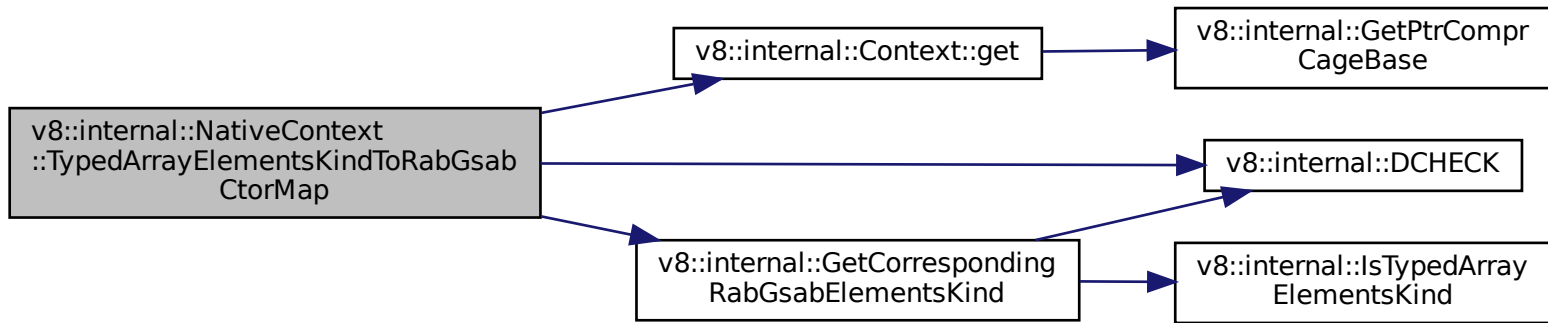 v8::internal::NativeContext
::TypedArrayElementsKindToRabGsab
CtorMap
v8::internal::Context::get
v8::internal::GetPtrCompr
CageBase
v8::internal::DCHECK
v8::internal::GetCorresponding
RabGsabElementsKind
v8::internal::IsTypedArray
ElementsKind